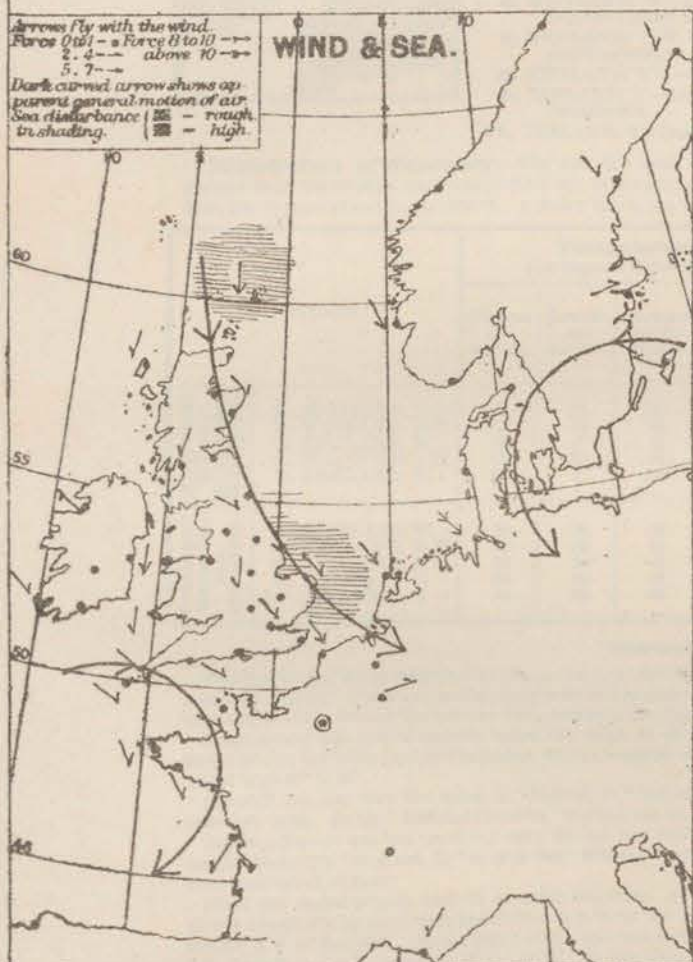 Arrows fly with the wind.
Force 0 to 1 - Force 8 to 10 -
2. 4 - above 10 -
5. 7 -
Dark curved arrow shows ap-
parent general motion of air.
Sea disturbance - rough.
in shading. - high.
WIND & SEA.
0 5 10
10 5
60
55
50